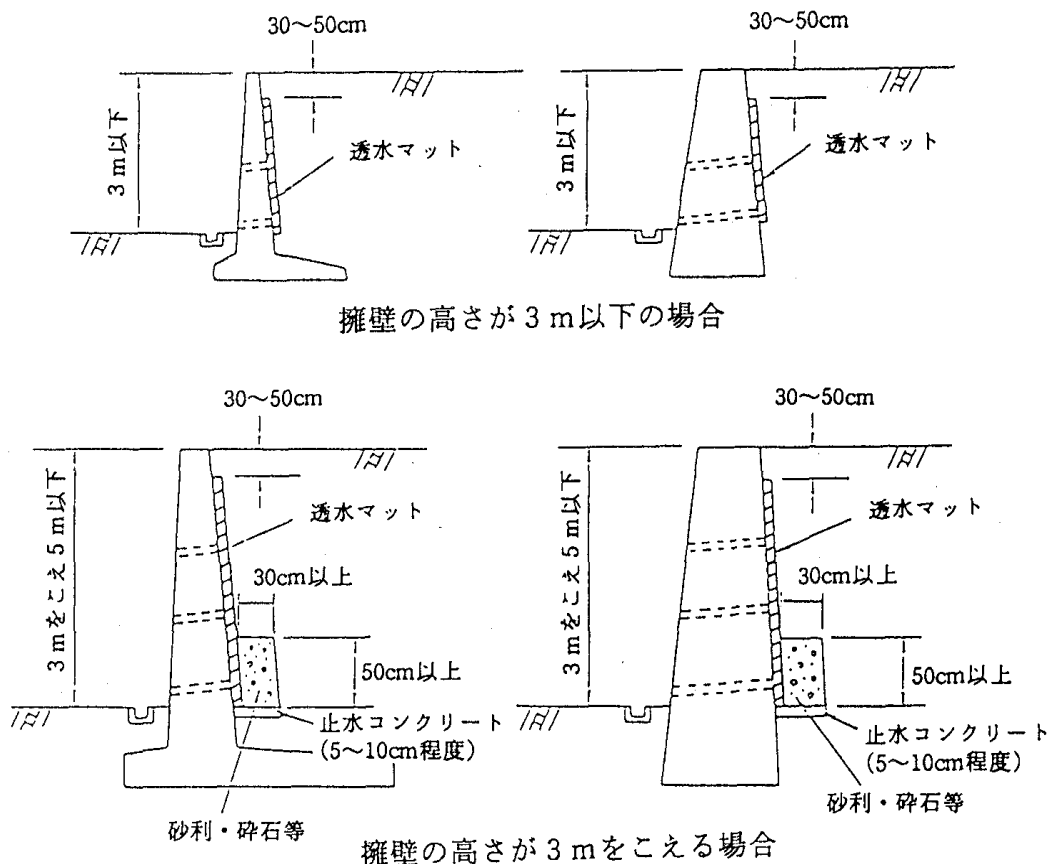 30〜50cm
30〜50cm
3m以下
透水マット
3m以下
透水マット
擁壁の高さが3m以下の場合
30〜50cm
30〜50cm
3mをこえ5m以下
透水マット
30cm以上
50cm以上
止水コンクリート
(5〜10cm程度)
砂利・砕石等
3mをこえ5m以下
透水マット
30cm以上
50cm以上
止水コンクリート
(5〜10cm程度)
砂利・砕石等
擁壁の高さが3mをこえる場合